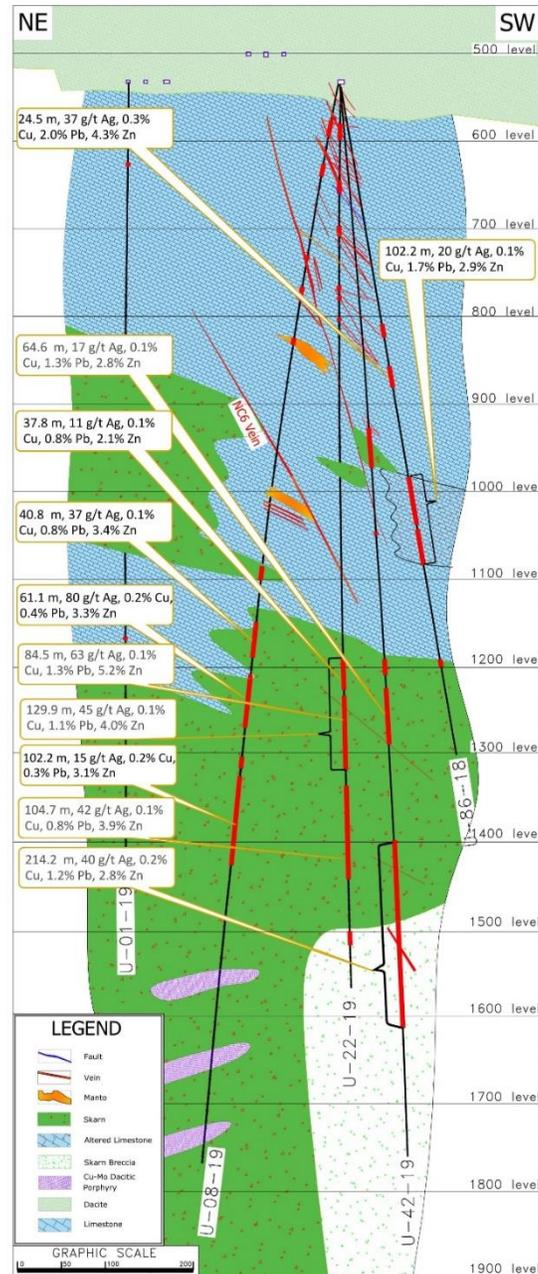 NE
SW
500 level
24.5 m, 37 g/t Ag, 0.3%
Cu, 2.0% Pb, 4.3% Zn
600 level
700 level
102.2 m, 20 g/t Ag, 0.1%
Cu, 1.7% Pb, 2.9% Zn
800 level
64.6 m, 17 g/t Ag, 0.1%
Cu, 1.3% Pb, 2.8% Zn
900 level
NC6 Vein
37.8 m, 11 g/t Ag, 0.1%
Cu, 0.8% Pb, 2.1% Zn
1000 level
40.8 m, 37 g/t Ag, 0.1%
Cu, 0.8% Pb, 3.4% Zn
1100 level
61.1 m, 80 g/t Ag, 0.2% Cu,
0.4% Pb, 3.3% Zn
84.5 m, 63 g/t Ag, 0.1%
Cu, 1.3% Pb, 5.2% Zn
1200 level
129.9 m, 45 g/t Ag, 0.1%
Cu, 1.1% Pb, 4.0% Zn
102.2 m, 15 g/t Ag, 0.2% Cu,
0.3% Pb, 3.1% Zn
1300 level
U-86-18
104.7 m, 42 g/t Ag, 0.1%
Cu, 0.8% Pb, 3.9% Zn
1400 level
214.2 m, 40 g/t Ag, 0.2%
Cu, 1.2% Pb, 2.8% Zn
U-01-19
1500 level
1600 level
U-22-19
1700 level
U-08-19
U-42-19
1800 level
1900 level
LEGEND
Fault
Vein
Manto
Skarn
Altered Limestone
Skarn Breccia
Cu-Mo Dacitic
Porphyry
Dacite
Limestone
GRAPHIC SCALE
0 50 100 200